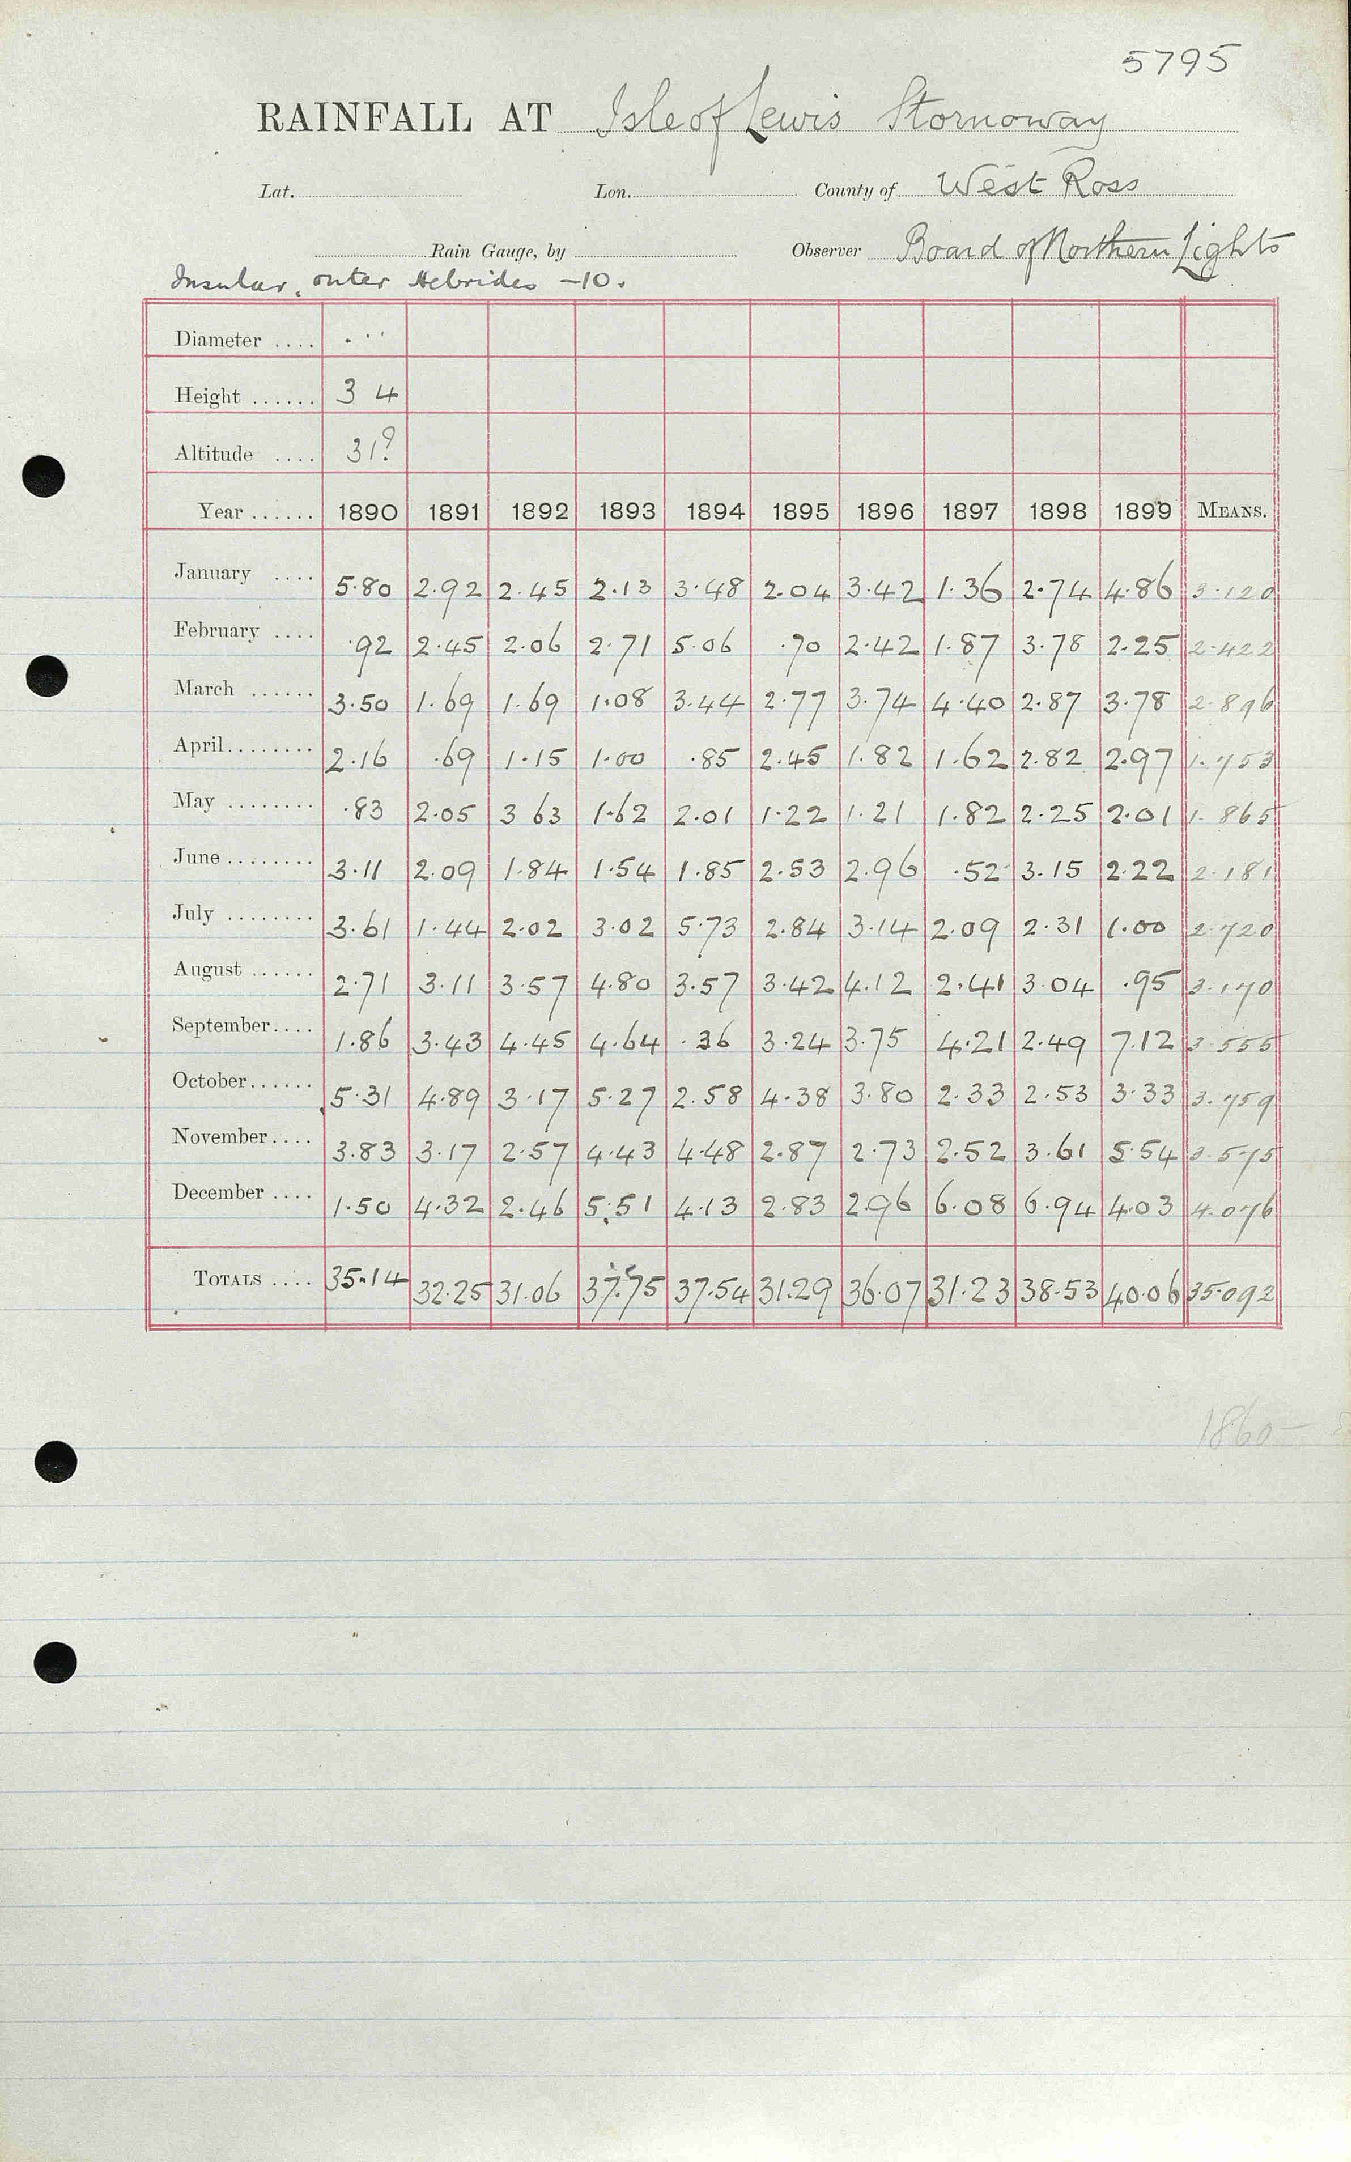 5795
RAINFALL AT Isle of Lewis Stornoway
Lat. Lon. County of West Ross
Rain Gauge, by Observer Board of Northern Lights
Insular, outer Hebrides -10.
Diameter ....
Height ...... 3 4
Altitude .... 31?
Year ...... 1890 1891 1892 1893 1894 1895 1896 1897 1898 1899 MEANS.
January .... 5.80 2.92 2.45 2.13 3.48 2.04 3.42 1.36 2.74 4.86 3.120
February .... .92 2.45 2.06 2.71 5.06 .70 2.42 1.87 3.78 2.25 2.422
March ...... 3.50 1.69 1.69 1.08 3.44 2.77 3.74 4.40 2.87 3.78 2.896
April........ 2.16 .69 1.15 1.00 .85 2.45 1.82 1.62 2.82 2.97 1.753
May ........ .83 2.05 3 63 1.62 2.01 1.22 1.21 1.82 2.25 2.01 1.865
June ........ 3.11 2.09 1.84 1.54 1.85 2.53 2.96 .52 3.15 2.22 2.181
July ........ 3.61 1.44 2.02 3.02 5.73 2.84 3.14 2.09 2.31 1.00 2.720
August ...... 2.71 3.11 3.57 4.80 3.57 3.42 4.12 2.41 3.04 .95 3.170
September.... 1.86 3.43 4.45 4.64 .36 3.24 3.75 4.21 2.49 7.12 3.555
October...... 5.31 4.89 3.17 5.27 2.58 4.38 3.80 2.33 2.53 3.33 3.759
November.... 3.83 3.17 2.57 4.43 4.48 2.87 2.73 2.52 3.61 5.54 3.575
December .... 1.50 4.32 2.46 5.51 4.13 2.83 2.96 6.08 6.94 4.03 4.076
TOTALS .... 35.14 32.25 31.06 37.75 37.54 31.29 36.07 31.23 38.53 40.06 35.092
1860-